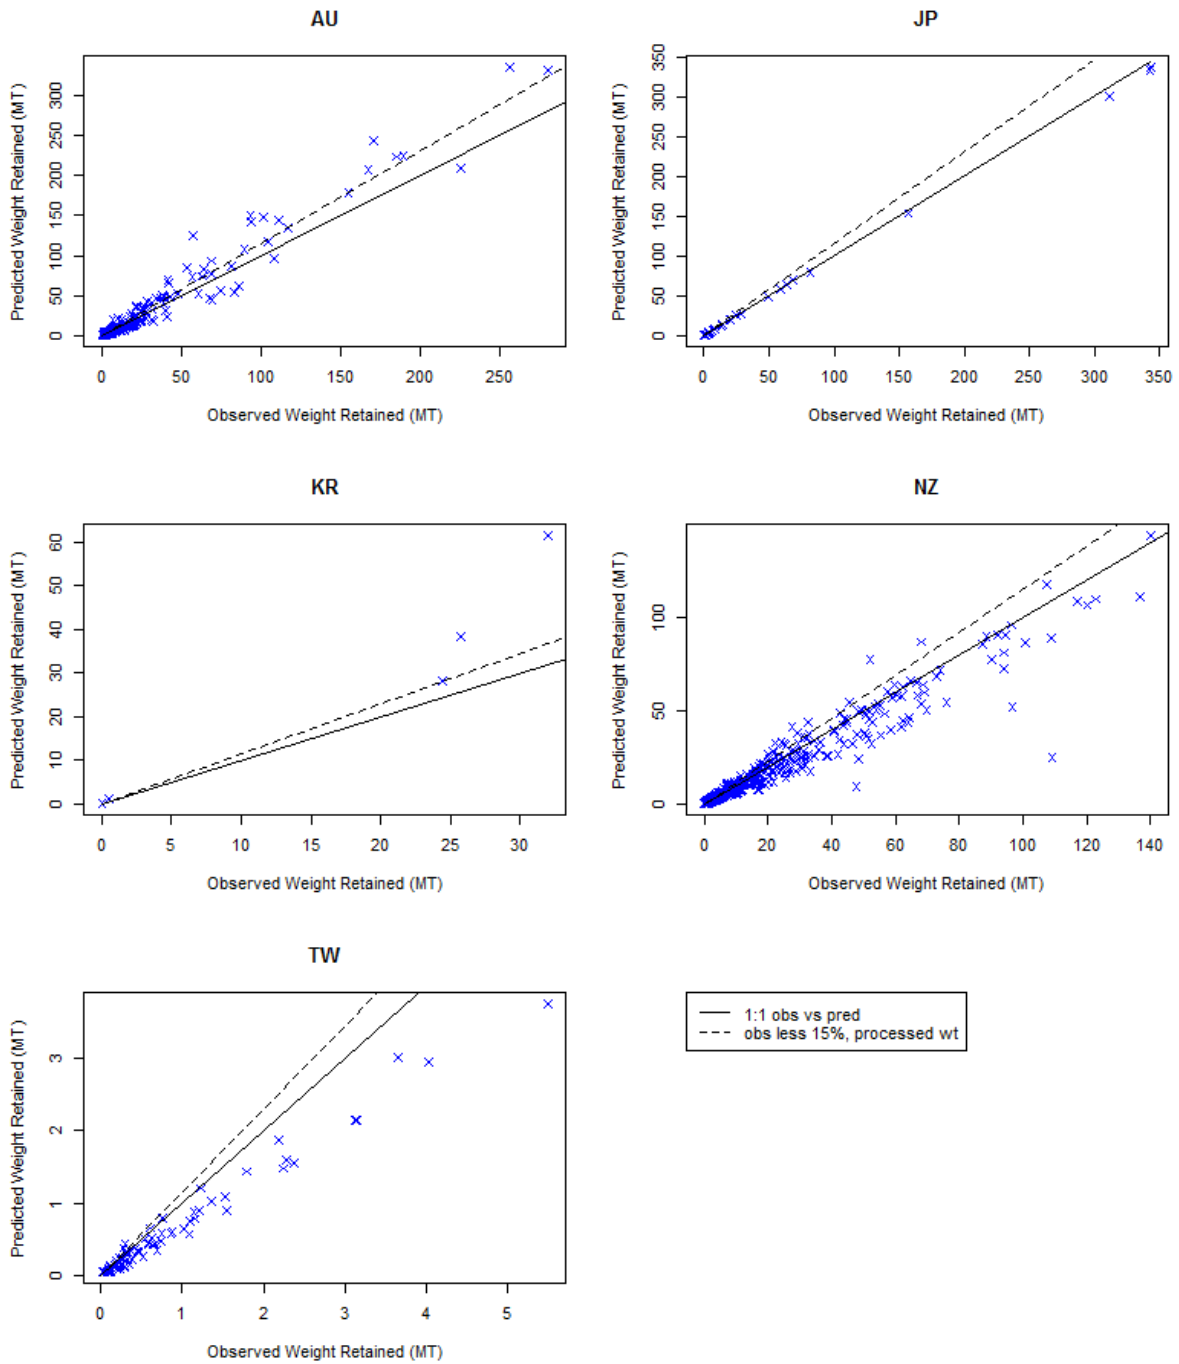 AU
Predicted Weight Retained (MT)
0 50 100 150 200 250 300
0 50 100 150 200 250
Observed Weight Retained (MT)
JP
Predicted Weight Retained (MT)
0 50 100 150 200 250 300 350
0 50 100 150 200 250 300 350
Observed Weight Retained (MT)
KR
Predicted Weight Retained (MT)
0 10 20 30 40 50 60
0 5 10 15 20 25 30
Observed Weight Retained (MT)
NZ
Predicted Weight Retained (MT)
0 50 100
0 20 40 60 80 100 120 140
Observed Weight Retained (MT)
TW
Predicted Weight Retained (MT)
0 1 2 3
0 1 2 3 4 5
Observed Weight Retained (MT)
1:1 obs vs pred
obs less 15%, processed wt